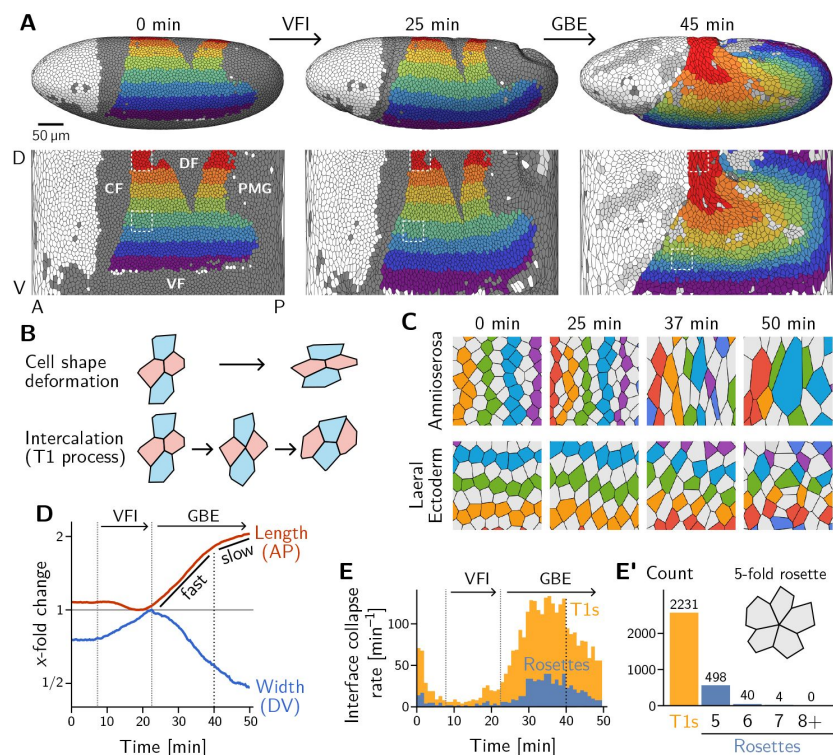 A
0 min
VFI
25 min
GBE
45 min
50 µm
D
DF
CF
PMG
VF
V
A
P
B
Cell shape
deformation
Intercalation
(T1 process)
C
0 min
25 min
37 min
50 min
Amnioserosa
Laeral
Ectoderm
D
VFI
GBE
Length
(AP)
fast
slow
Width
(DV)
x-fold change
2
1
1/2
0
10
20
30
40
50
Time [min]
E
VFI
GBE
T1s
Rosettes
Interface collapse
rate [min⁻¹]
100
50
0
0
10
20
30
40
50
Time [min]
E'
Count
5-fold rosette
2231
498
40
4
0
2000
1000
0
T1s
5
6
7
8+
Rosettes